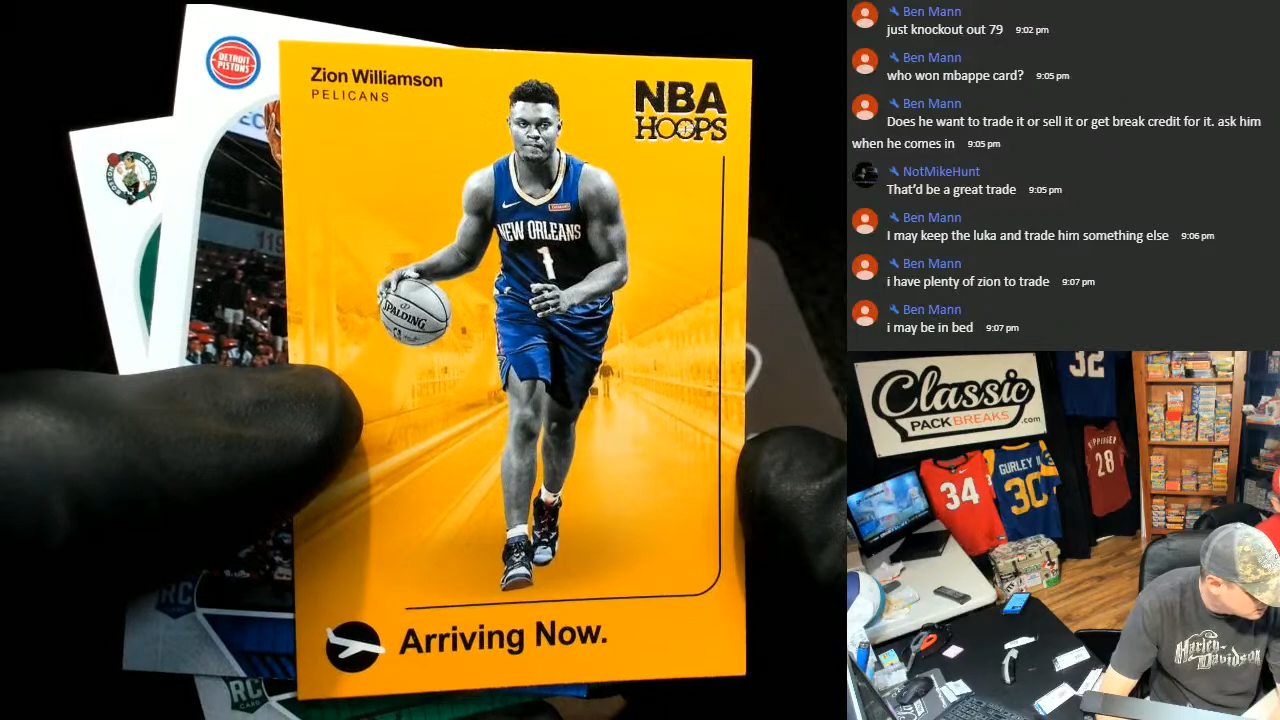 Zion Williamson
PELICANS
NBA
HOOPS
DETROIT
PISTONS
NEW ORLEANS
1
SPALDING
Arriving Now.
RC
RC
119
Ben Mann
just knockout out 79 9:02 pm
Ben Mann
who won mbappe card? 9:05 pm
Ben Mann
Does he want to trade it or sell it or get break credit for it. ask him
when he comes in 9:05 pm
NotMikeHunt
That'd be a great trade 9:05 pm
Ben Mann
I may keep the luka and trade him something else 9:06 pm
Ben Mann
i have plenty of zion to trade 9:07 pm
Ben Mann
i may be in bed 9:07 pm
Classic
PACK BREAKS .com
32
34
GURLEY II
30
28
Harley-Davidson